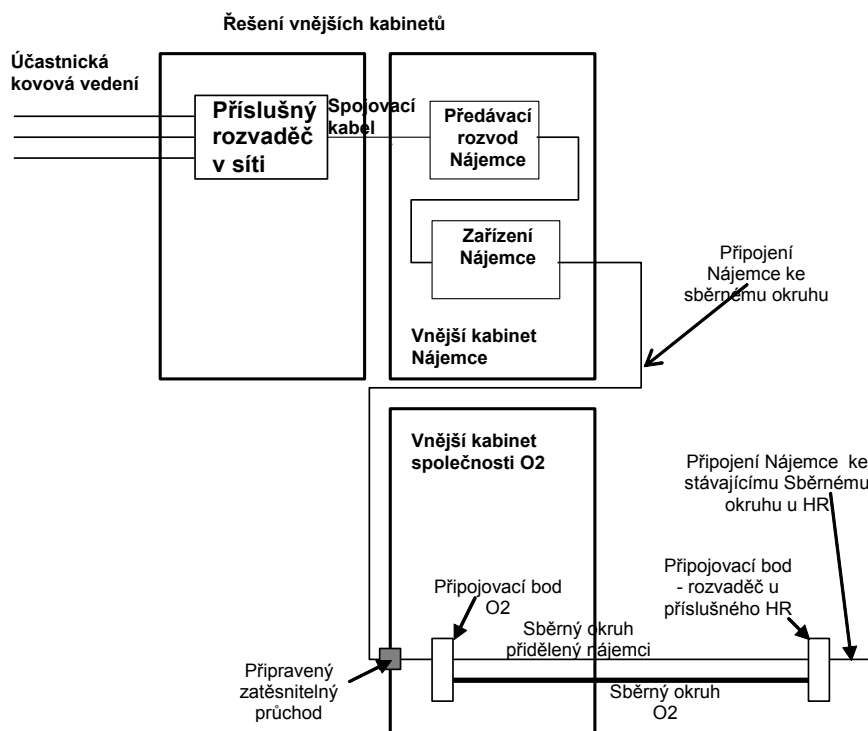 Řešení vnějších kabinetů
Účastnická
kovová vedení
Příslušný
rozvaděč
v síti
Spojovací
kabel
Předávací
rozvod
Nájemce
Zařízení
Nájemce
Připojení
Nájemce ke
sběrnému okruhu
Vnější kabinet
Nájemce
Vnější kabinet
společnosti O2
Připojení Nájemce ke
stávajícímu Sběrnému
okruhu u HR
Připojovací bod
O2
Připojovací bod
- rozvaděč u
příslušného HR
Sběrný okruh
přidělený nájemci
Připravený
zatěsnitelný
průchod
Sběrný okruh
O2